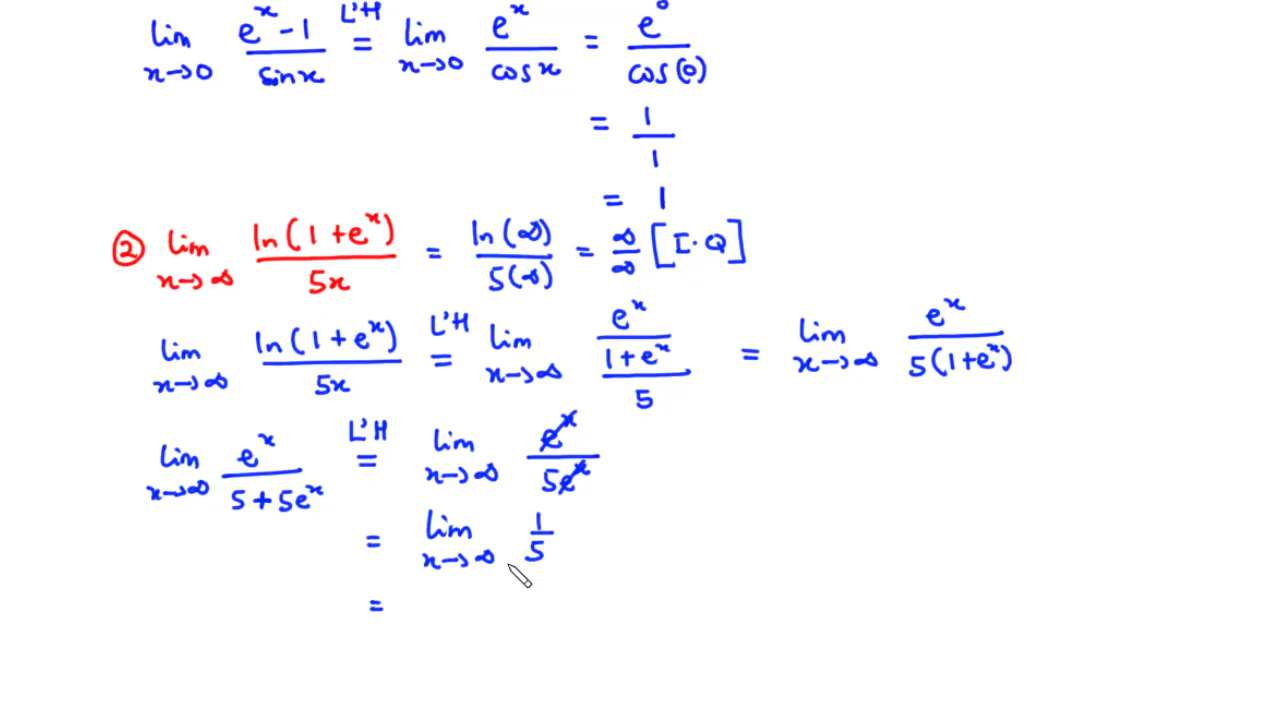 lim x→0 (e^x - 1)/(sin x) L'H = lim x→0 e^x/(cos x) = e^0/(cos(0))
= 1/1
= 1
② lim x→∞ ln(1+e^x)/(5x) = ln(∞)/(5(∞)) = ∞/∞ [I·Q]
lim x→∞ ln(1+e^x)/(5x) L'H = lim x→∞ (e^x/(1+e^x))/5 = lim x→∞ e^x/(5(1+e^x))
lim x→∞ e^x/(5+5e^x) L'H = lim x→∞ e^x/(5e^x)
= lim x→∞ 1/5
=